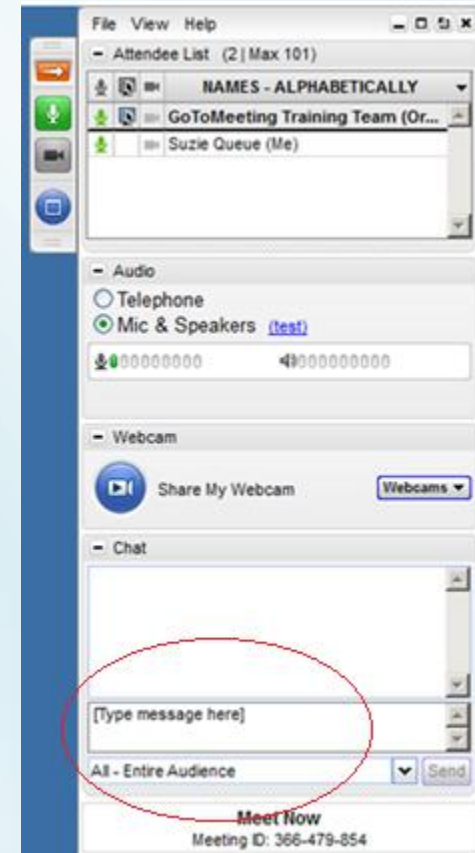 File View Help
Attendee List (2 | Max 101)
NAMES - ALPHABETICALLY
GoToMeeting Training Team (Or...
Suzie Queue (Me)
Audio
Telephone
Mic & Speakers (test)
Webcam
Share My Webcam Webcams
Chat
[Type message here]
All - Entire Audience Send
Meet Now
Meeting ID: 366-479-854